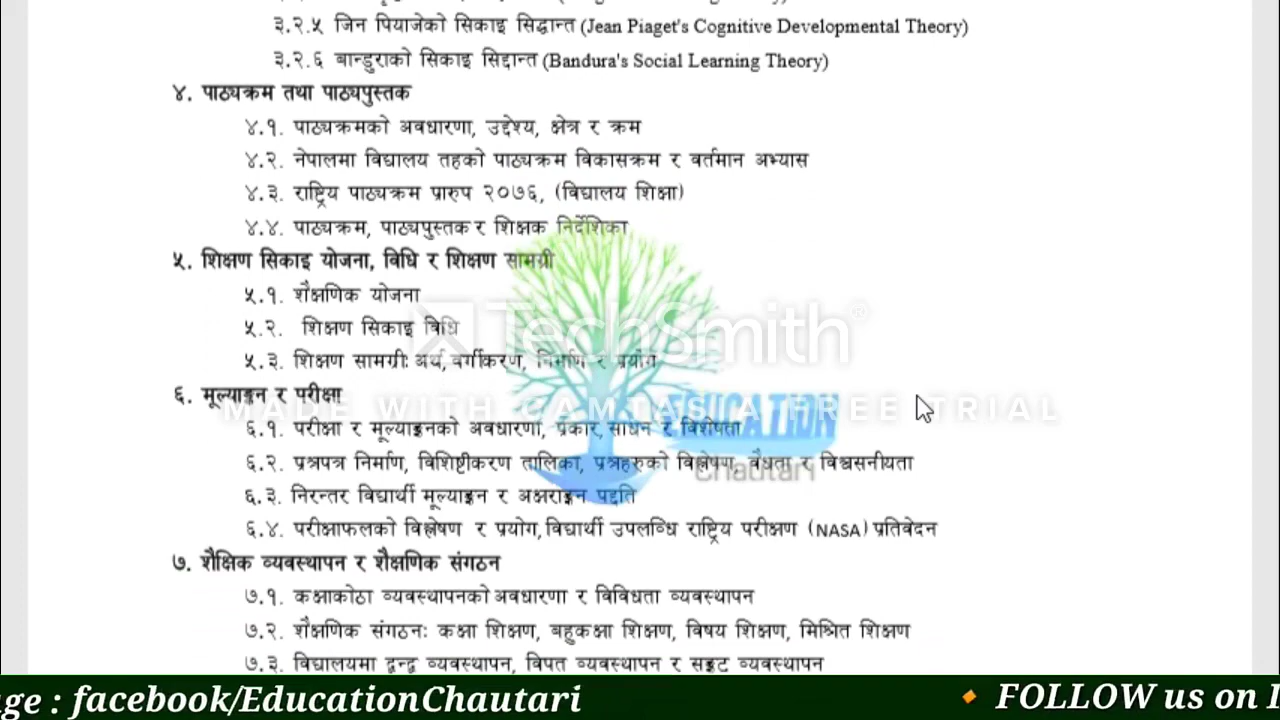 ३.२.५ जिन पियाजेको सिकाइ सिद्धान्त (Jean Piaget's Cognitive Developmental Theory)
३.२.६ बान्डुराको सिकाइ सिद्दान्त (Bandura's Social Learning Theory)
४. पाठ्यक्रम तथा पाठ्यपुस्तक
४.१. पाठ्यक्रमको अवधारणा, उद्देश्य, क्षेत्र र क्रम
४.२. नेपालमा विद्यालय तहको पाठ्यक्रम विकासक्रम र वर्तमान अभ्यास
४.३. राष्ट्रिय पाठ्यक्रम प्रारुप २०७६, (विद्यालय शिक्षा)
४.४. पाठ्यक्रम, पाठ्यपुस्तक र शिक्षक निर्देशिका
५. शिक्षण सिकाइ योजना, विधि र शिक्षण सामग्री
५.१. शैक्षणिक योजना
५.२. शिक्षण सिकाइ विधि
TechSmith®
५.३. शिक्षण सामग्री: अर्थ, वर्गीकरण, निर्माण र प्रयोग
६. मूल्याङ्कन र परीक्षा
MADE WITH CAMTASIA FREE TRIAL
EDUCATION
६.१. परीक्षा र मूल्याङ्कनको अवधारणा, प्रकार, साधन र विशेषता
६.२. प्रश्नपत्र निर्माण, विशिष्टीकरण तालिका, प्रश्नहरुको विश्लेषण, वैधता र विश्वसनीयता
Chautari
६.३. निरन्तर विद्यार्थी मूल्याङ्कन र अक्षराङ्कन पद्दति
६.४. परीक्षाफलको विश्लेषण र प्रयोग, विद्यार्थी उपलब्धि राष्ट्रिय परीक्षण (NASA) प्रतिवेदन
७. शैक्षिक व्यवस्थापन र शैक्षणिक संगठन
७.१. कक्षाकोठा व्यवस्थापनको अवधारणा र विविधता व्यवस्थापन
७.२. शैक्षणिक संगठन: कक्षा शिक्षण, बहुकक्षा शिक्षण, विषय शिक्षण, मिश्रित शिक्षण
७.३. विद्यालयमा द्वन्द्व व्यवस्थापन, विपत व्यवस्थापन र सङ्कट व्यवस्थापन
ge : facebook/EducationChautari 🔸 FOLLOW us on